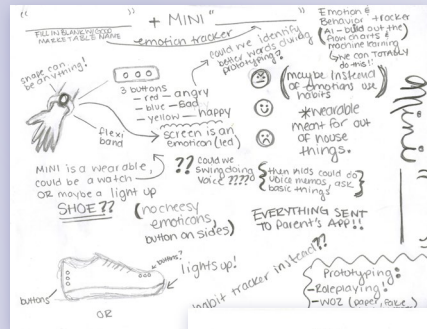 " " + MINI "
FILL IN BLANK W/ GOOD
MARKETABLE NAME
emotion tracker
Emotion &
Behavior tracker
(AI - build out the
flow charts &
machine learning
we can TOTALLY
do this!!)
could we identify
better words during
prototyping?
shape can
be anything!
3 buttons
- red - angry
- blue - Bad
- yellow - happy
flexi
band
screen is an
emotion (led)
(maybe instead
of emotions use
habits
*wearable
meant for out
of house
things.
mini
MINI is a wearable,
could be a watch
OR maybe a light up
SHOE??
(no cheesy
emoticons,
button on sides)
?? could we
swing doing
voice ????
then kids could do
voice memos, ask
basic things
EVERYTHING SENT
TO Parent's APP!!
buttons?
lights up!
buttons
OR
habit tracker instead??
Prototyping:
- Roleplaying!
- WOZ (paper, Fake,